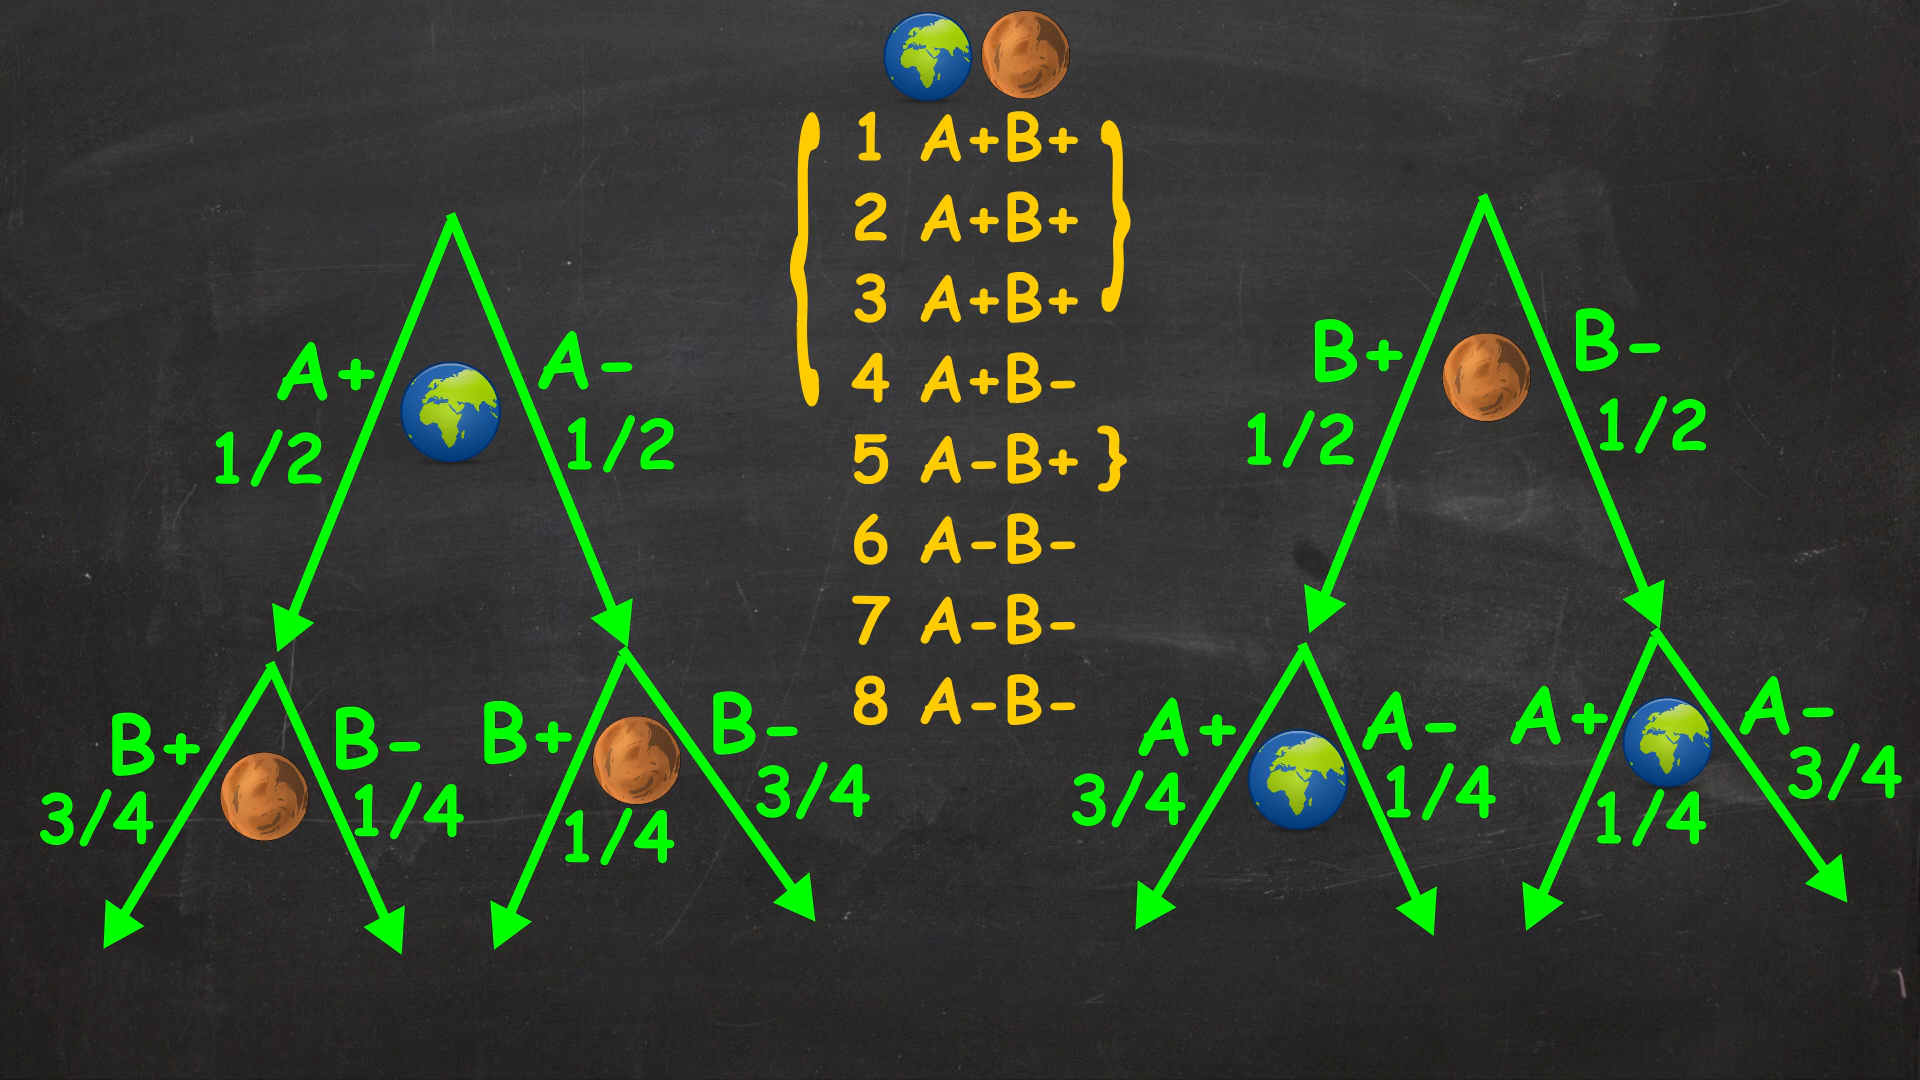 1 A+B+
2 A+B+
3 A+B+
4 A+B-
5 A-B+ }
6 A-B-
7 A-B-
8 A-B-
A+ A-
1/2 1/2
B+ B- B+ B-
3/4 1/4 1/4 3/4
B+ B-
1/2 1/2
A+ A- A+ A-
3/4 1/4 1/4 3/4